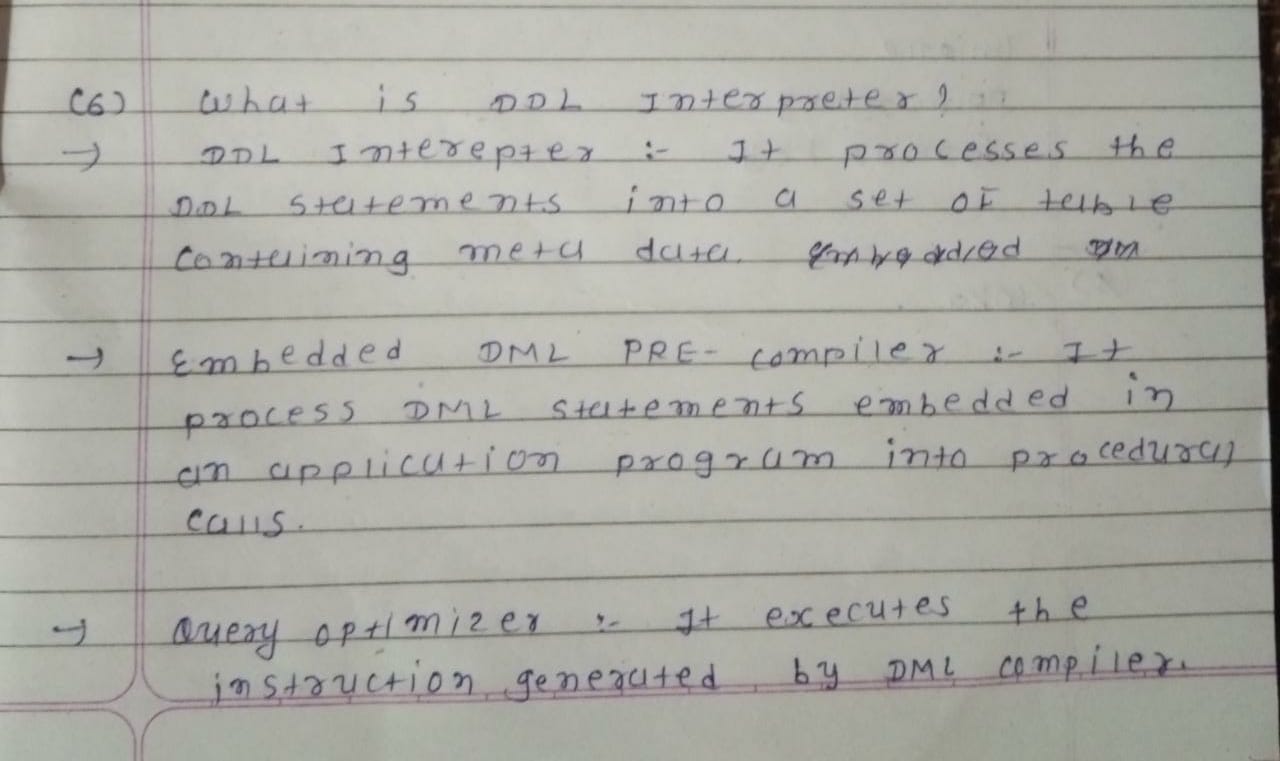 (6) What is DDL Interpreter?
→ DDL Interepter :- It processes the
DDL statements into a set of table
containing meta data.
→ Embedded DML PRE- compiler :- It
process DML statements embedded in
an application program into procedural
calls.
→ Query optimizer :- It executes the
instruction generated by DML compiler.